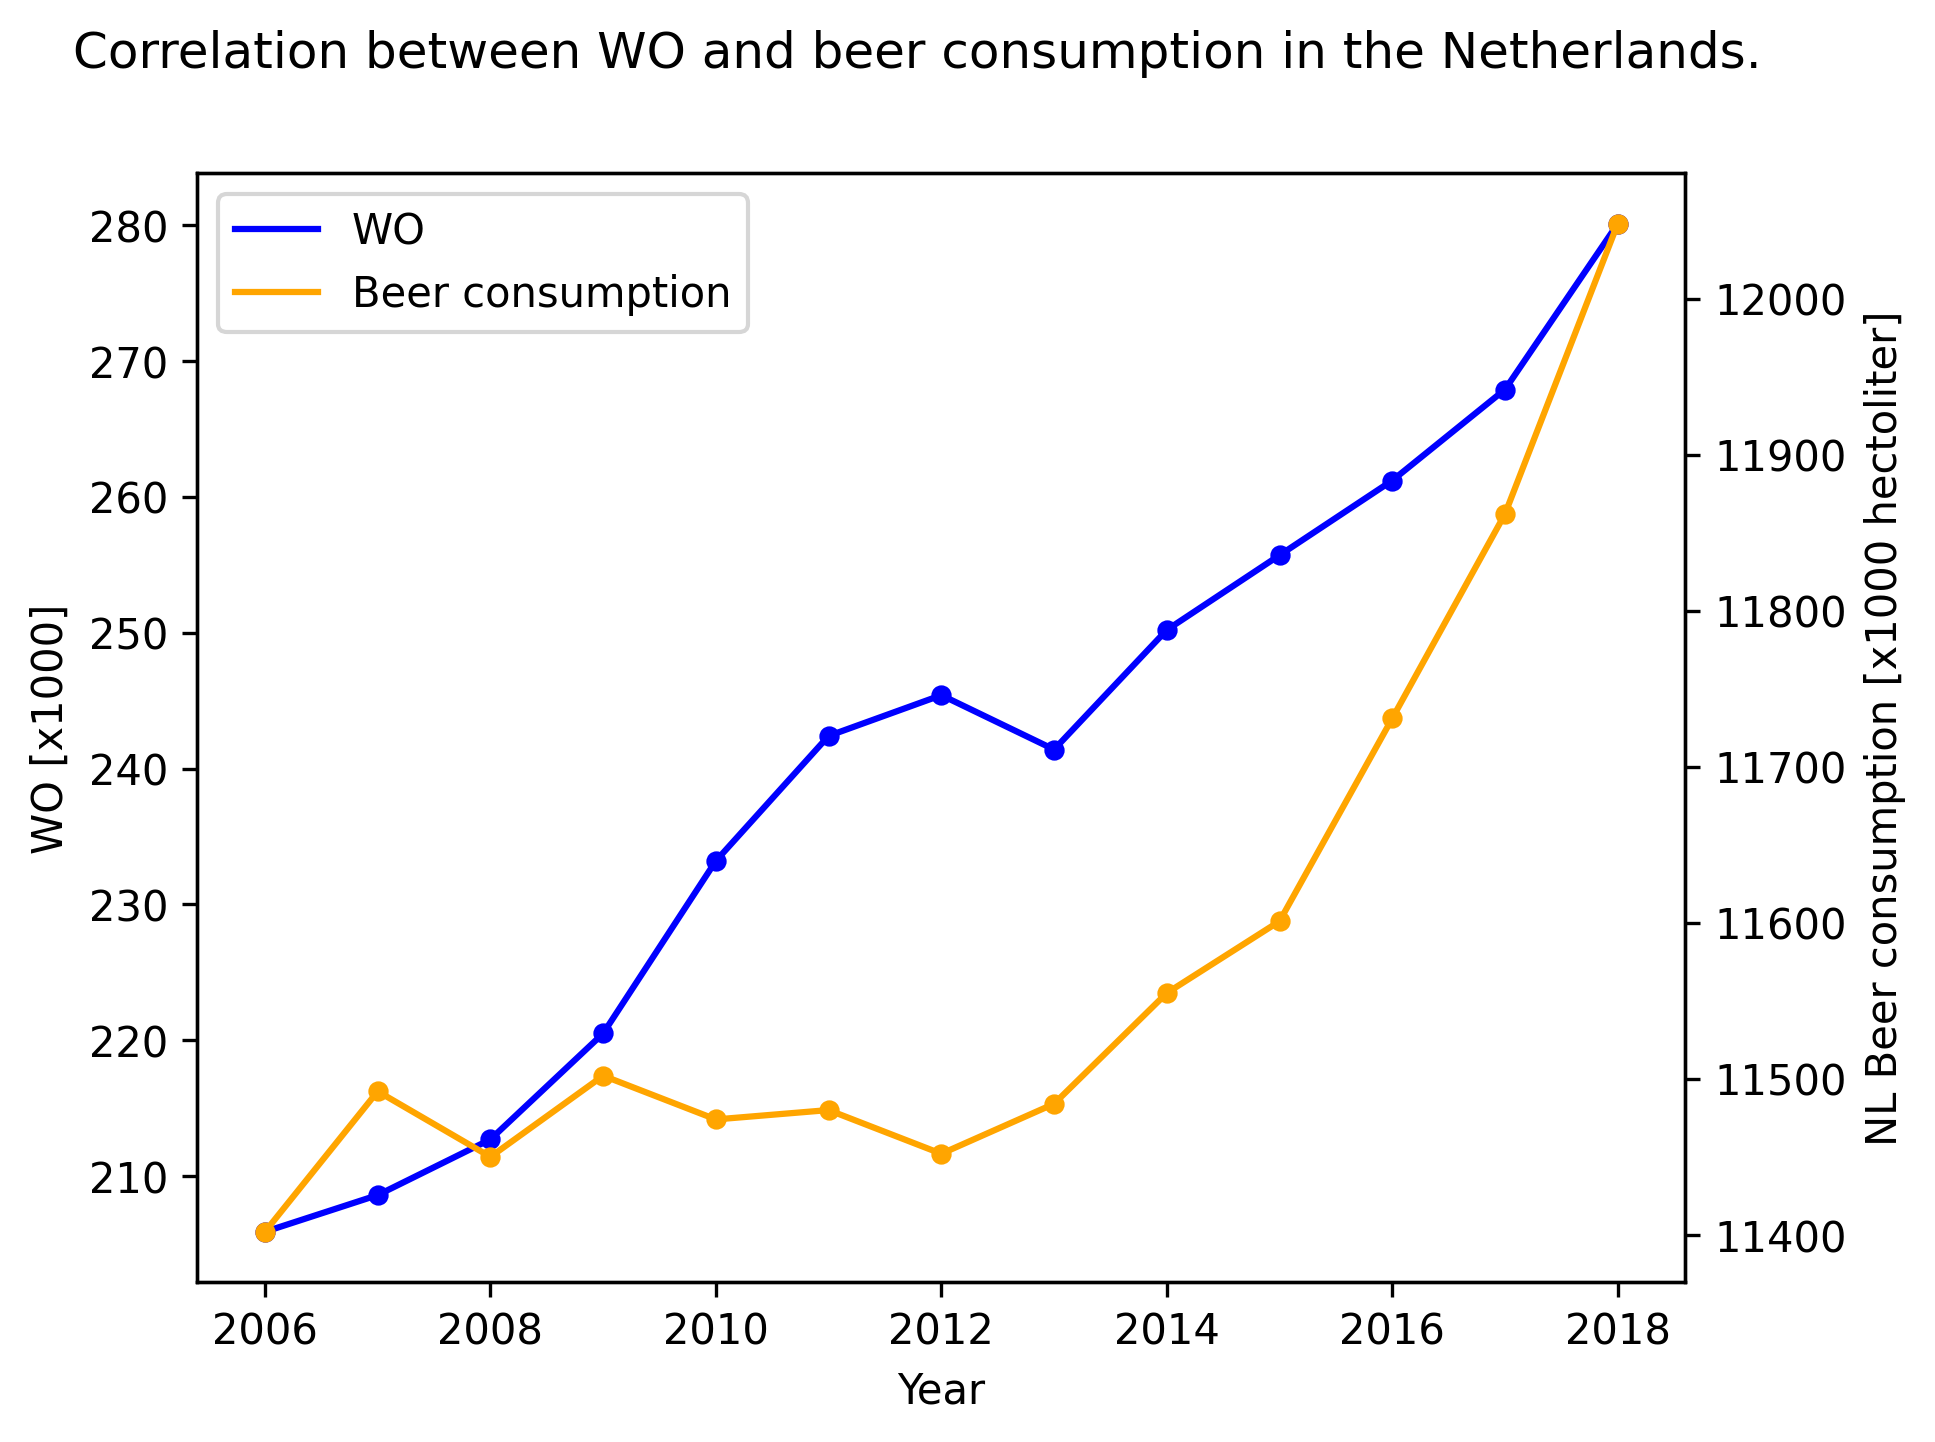 Correlation between WO and beer consumption in the Netherlands.
WO
Beer consumption
280
270
260
250
240
230
220
210
WO [x1000]
12000
11900
11800
11700
11600
11500
11400
NL Beer consumption [x1000 hectoliter]
2006 2008 2010 2012 2014 2016 2018
Year